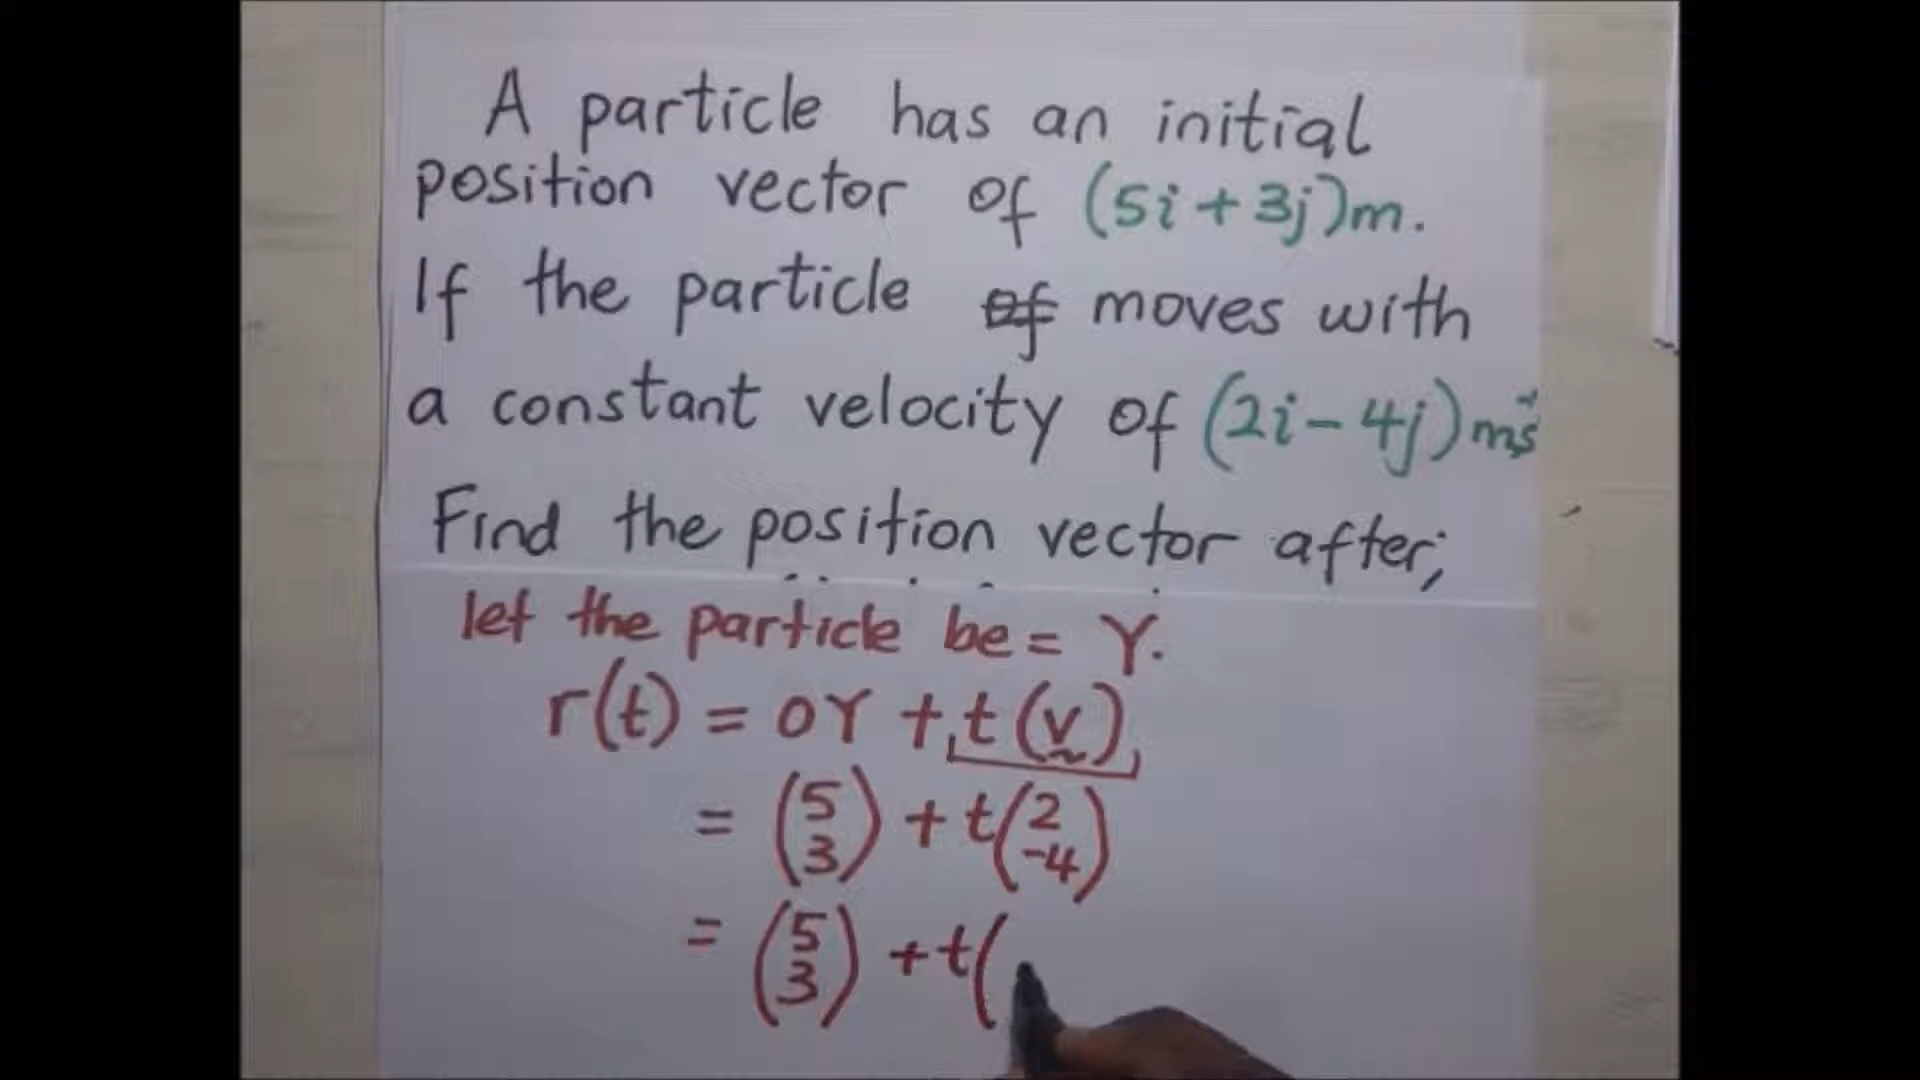 A particle has an initial
position vector of (5i + 3j)m.
If the particle of moves with
a constant velocity of (2i - 4j)ms⁻¹
Find the position vector after;
let the particle be = Y.
r(t) = OY + t(v)
= (5 3) + t(2 -4)
= (5 3) + t(